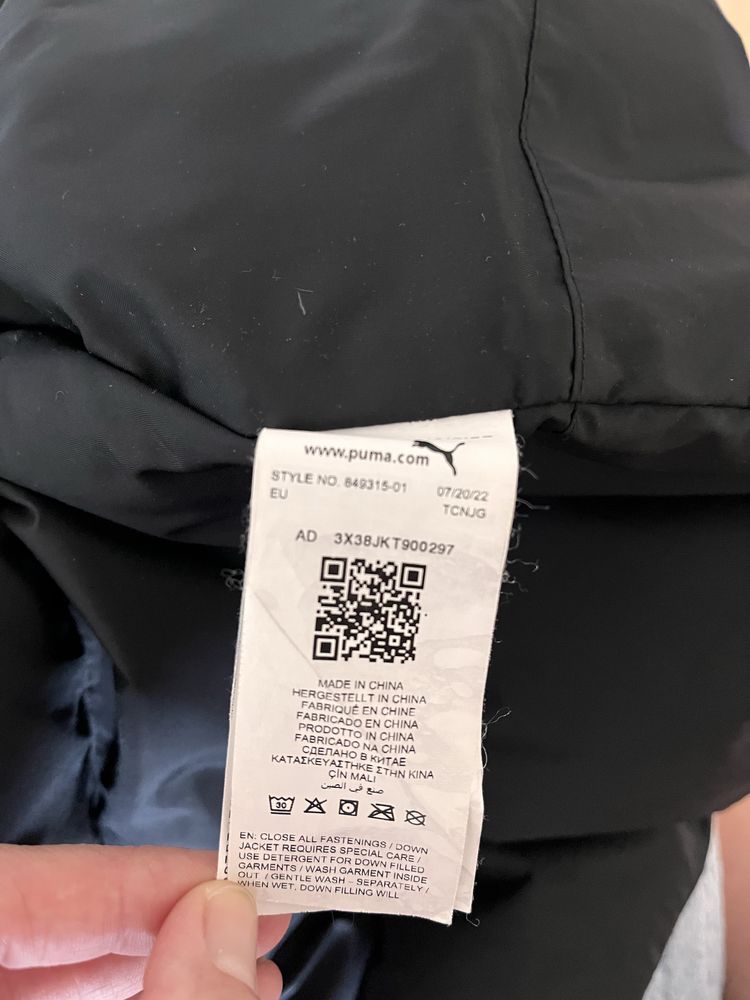 www.puma.com
STYLE NO. 849315-01 07/20/22
EU TCNJG
AD 3X38JKT900297
MADE IN CHINA
HERGESTELLT IN CHINA
FABRIQUÉ EN CHINE
FABRICADO EN CHINA
PRODOTTO IN CHINA
FABRICADO NA CHINA
СДЕЛАНО В КИТАЕ
ΚΑΤΑΣΚΕΥΑΣΤΗΚΕ ΣΤΗΝ ΚΙΝΑ
ÇİN MALI
صنع في الصين
30
EN: CLOSE ALL FASTENINGS / DOWN
JACKET REQUIRES SPECIAL CARE /
USE DETERGENT FOR DOWN FILLED
GARMENTS / WASH GARMENT INSIDE
OUT / GENTLE WASH – SEPARATELY /
WHEN WET, DOWN FILLING WILL